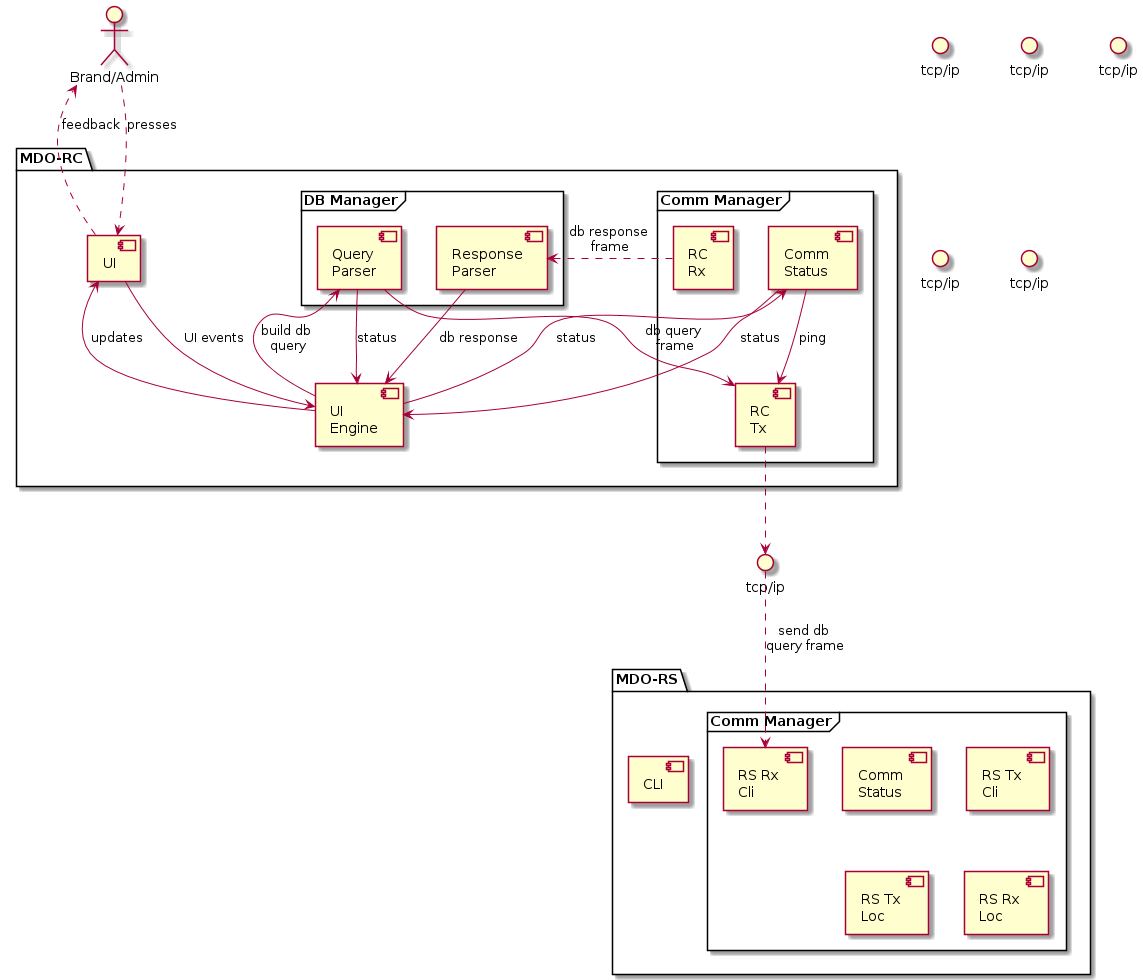 Brand/Admin
tcp/ip
tcp/ip
tcp/ip
feedback
presses
MDO-RC
DB Manager
Comm Manager
UI
Query
Parser
Response
Parser
db response
frame
RC
Rx
Comm
Status
tcp/ip
tcp/ip
updates
UI events
build db
query
status
db response
status
db query
frame
status
ping
UI
Engine
RC
Tx
tcp/ip
send db
query frame
MDO-RS
Comm Manager
CLI
RS Rx
Cli
Comm
Status
RS Tx
Cli
RS Tx
Loc
RS Rx
Loc